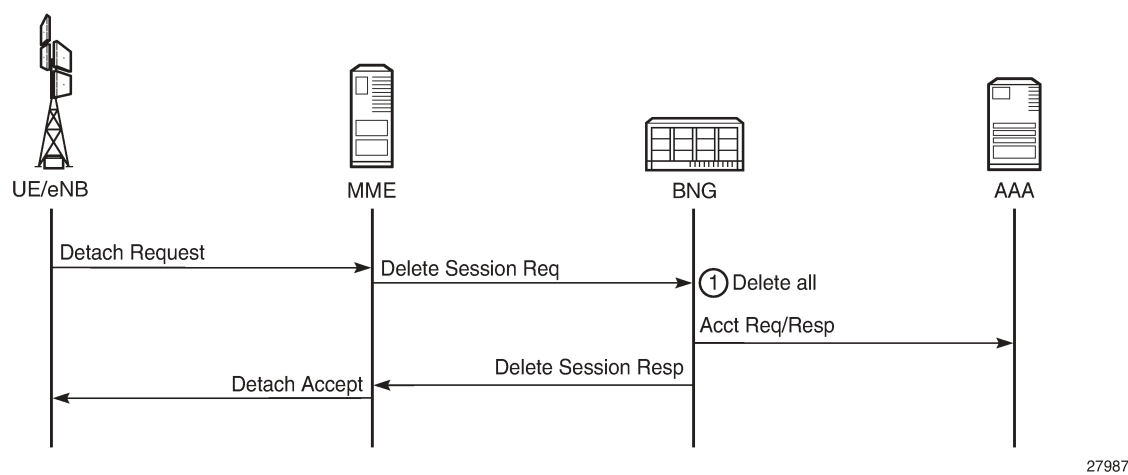 UE/eNB
MME
BNG
AAA
Detach Request
Delete Session Req
1 Delete all
Acct Req/Resp
Delete Session Resp
Detach Accept
27987